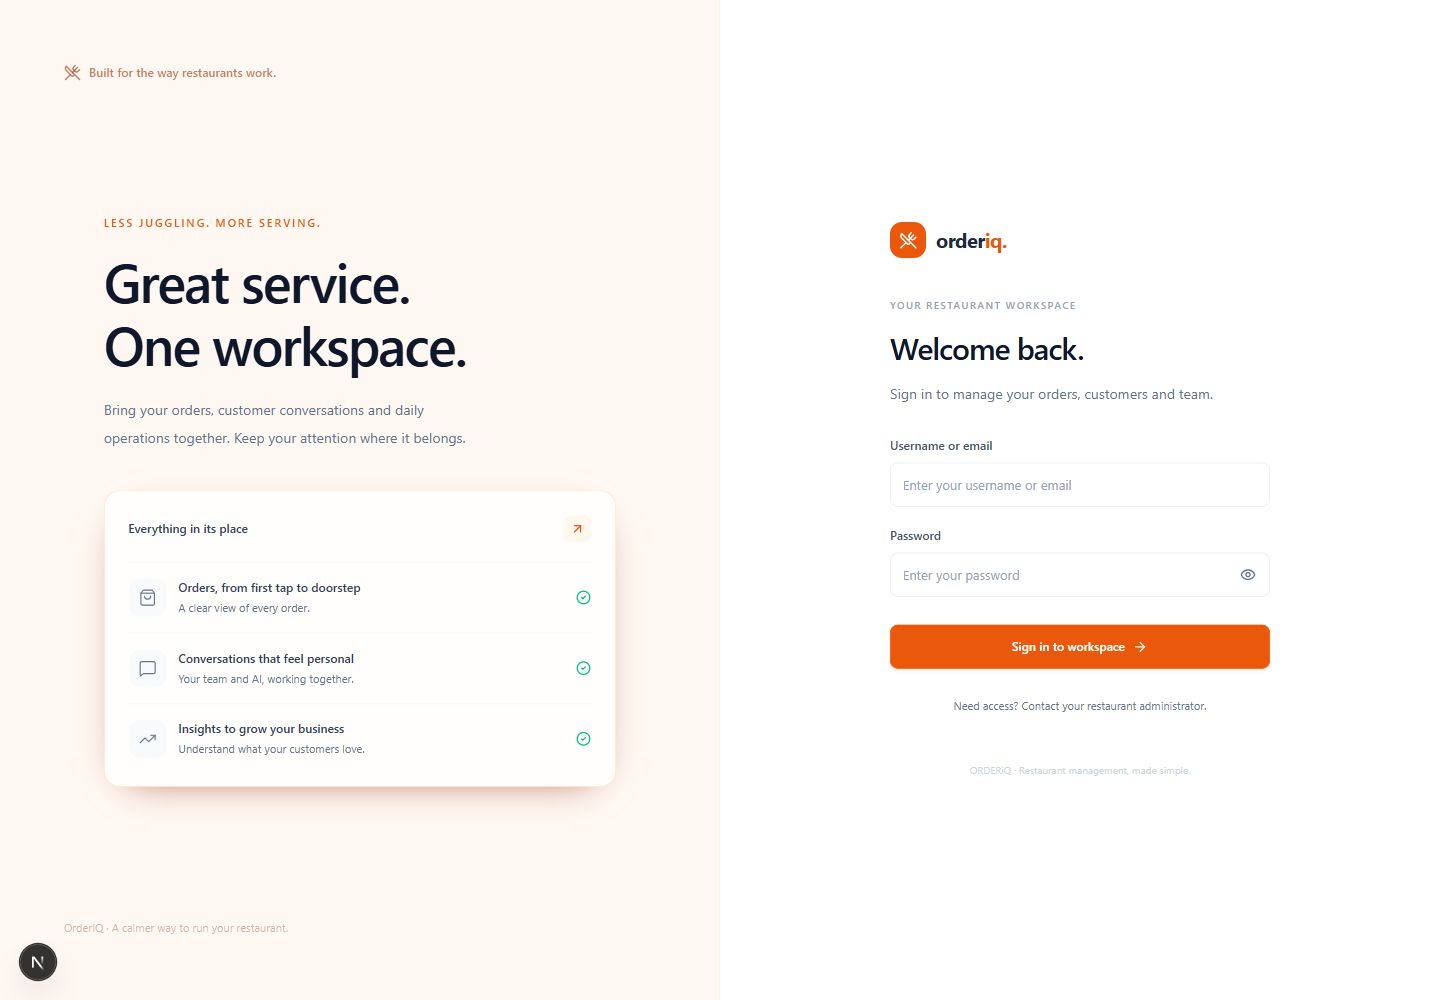 Built for the way restaurants work.
LESS JUGGLING. MORE SERVING.
Great service.
One workspace.
Bring your orders, customer conversations and daily
operations together. Keep your attention where it belongs.
Everything in its place
Orders, from first tap to doorstep
A clear view of every order.
Conversations that feel personal
Your team and AI, working together.
Insights to grow your business
Understand what your customers love.
OrderIQ · A calmer way to run your restaurant.
N
orderiq.
YOUR RESTAURANT WORKSPACE
Welcome back.
Sign in to manage your orders, customers and team.
Username or email
Enter your username or email
Password
Enter your password
Sign in to workspace
Need access? Contact your restaurant administrator.
ORDERiQ · Restaurant management, made simple.